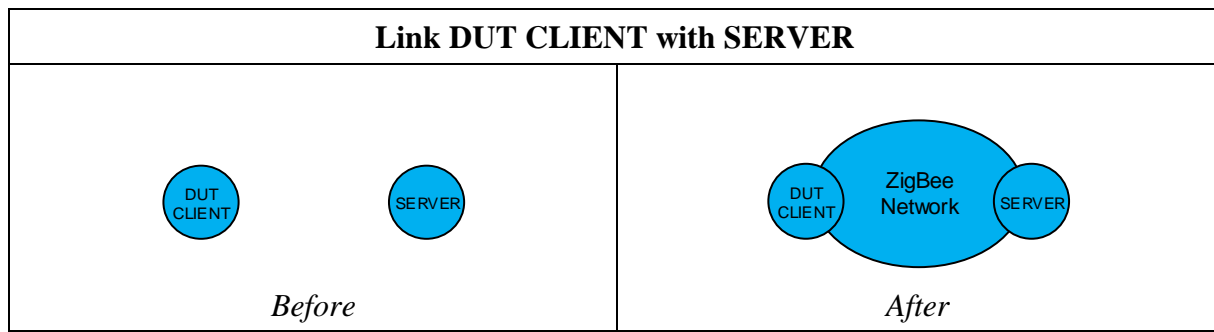 Link DUT CLIENT with SERVER
DUT
CLIENT
SERVER
Before
DUT
CLIENT
ZigBee
Network
SERVER
After